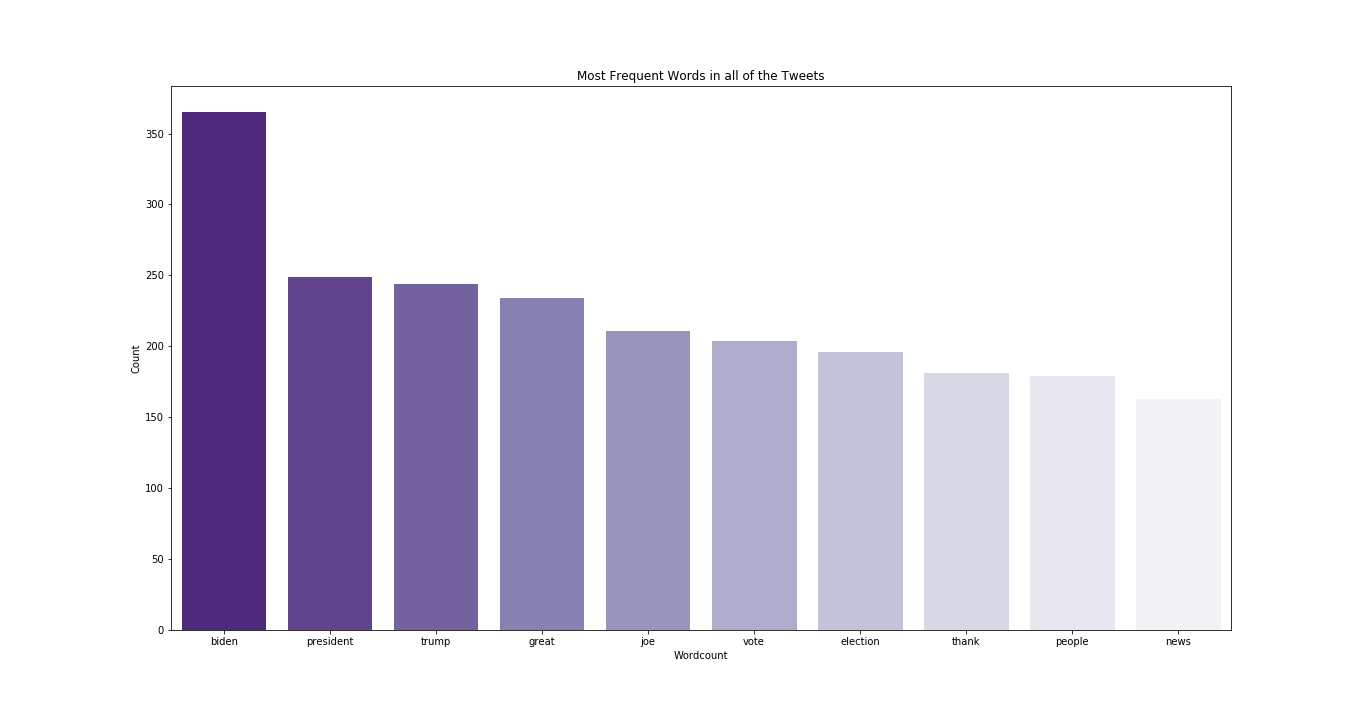 Most Frequent Words in all of the Tweets
350
300
250
200
150
100
50
0
Count
biden president trump great joe vote election thank people news
Wordcount